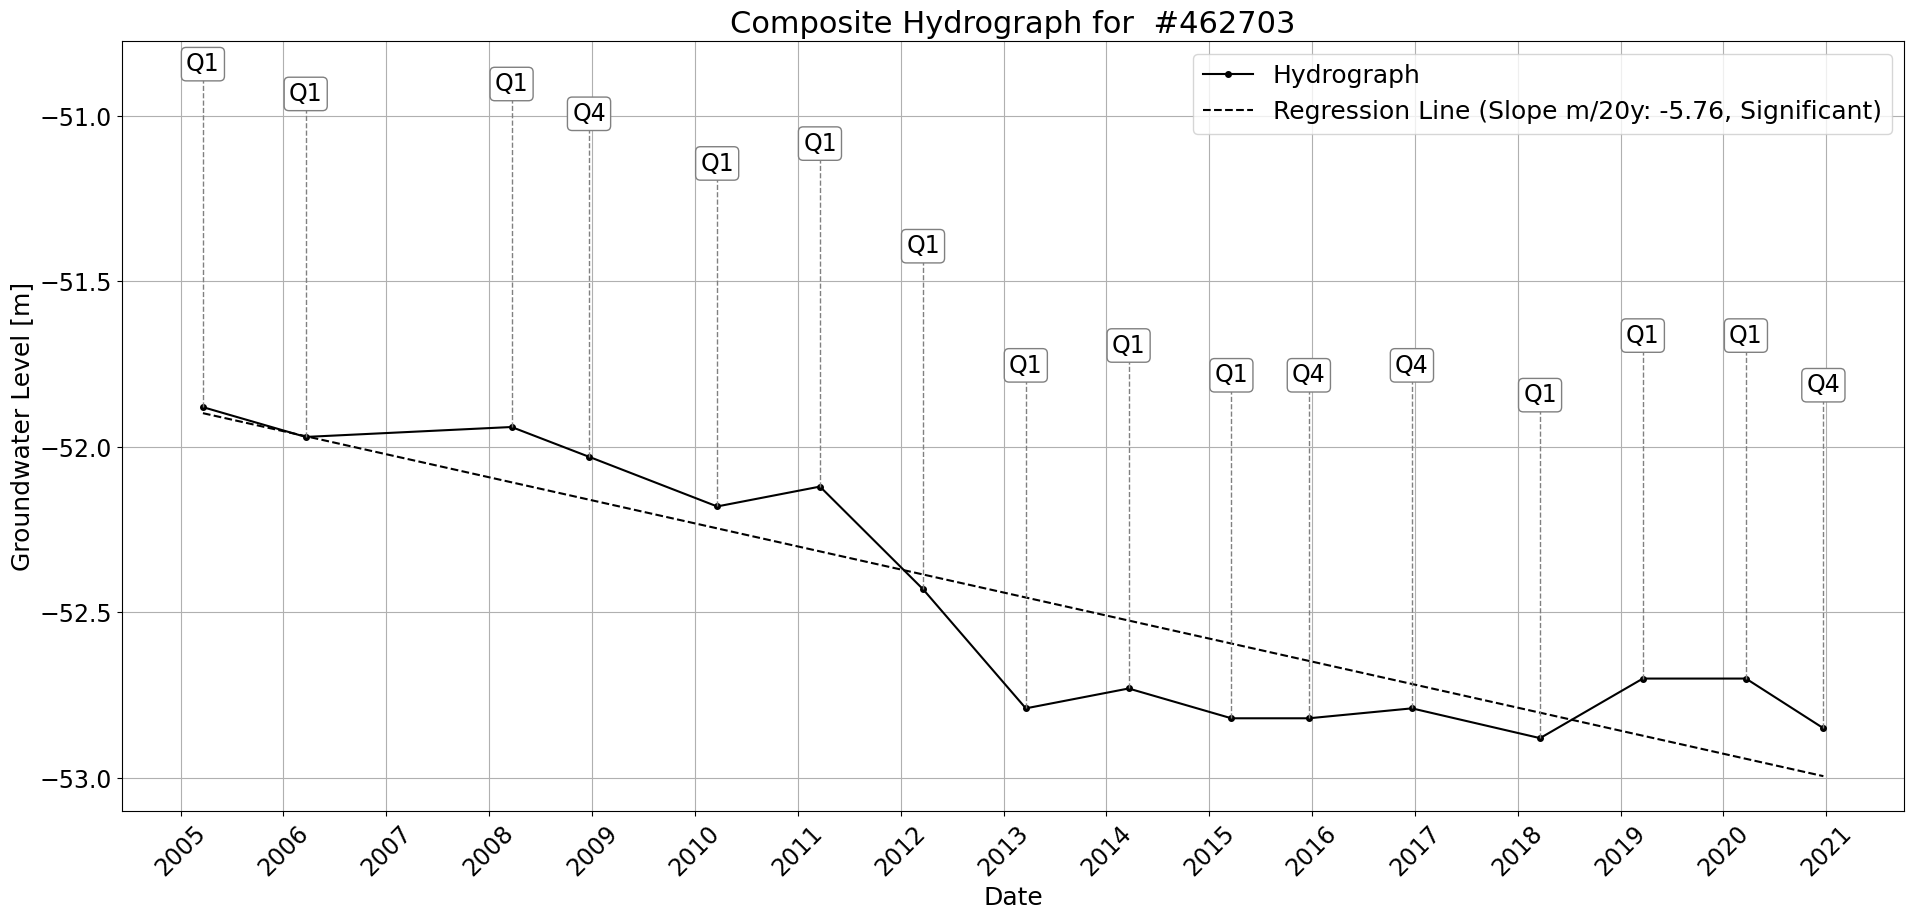 Composite Hydrograph for  #462703
Hydrograph
Regression Line (Slope m/20y: -5.76, Significant)
Q1
Q1
Q1
Q4
Q1
Q1
Q1
Q1
Q1
Q1
Q4
Q4
Q1
Q1
Q1
Q4
Groundwater Level [m]
−51.0
−51.5
−52.0
−52.5
−53.0
2005
2006
2007
2008
2009
2010
2011
2012
2013
2014
2015
2016
2017
2018
2019
2020
2021
Date